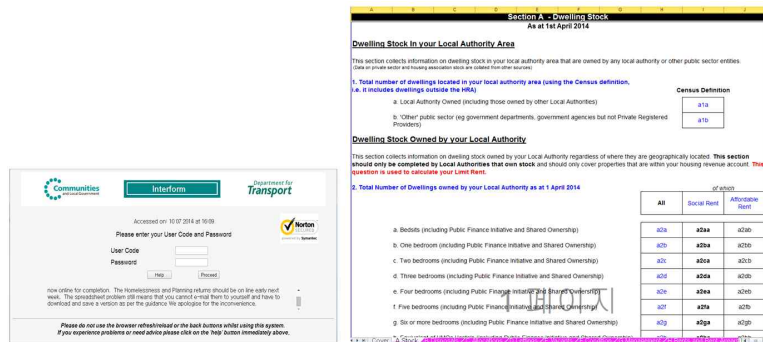 Communities
and Local Government
Interform
Department for
Transport
Accessed on/ 10 07 2014 at 16:09
Please enter your User Code and Password
Norton
SECURED
powered by Symantec
User Code
Password
Help
Proceed
now online for completion. The Homelessness and Planning returns should be on-line early next
week. The spreadsheet problem still means that you cannot e-mail them to yourself and have to
download and save a version as per the guidance We apologize for the inconvenience.
Please do not use the browser refresh/reload or the back buttons whilst using this system.
If you experience problems or need advice please click on the 'help' button immediately above.
A B C D E F G H I J
Section A - Dwelling Stock
As at 1st April 2014
Dwelling Stock In your Local Authority Area
This section collects information on dwelling stock in your local authority area that are owned by any local authority or other public sector entities.
(Data on private sector and housing association stock are collated from other sources)
1. Total number of dwellings located in your local authority area (using the Census definition,
i.e. it includes dwellings outside the HRA)
Census Definition
a. Local Authority Owned (including those owned by other Local Authorities)
a1a
b. 'Other' public sector (eg government departments, government agencies but not Private Registered
Providers)
a1b
Dwelling Stock Owned by your Local Authority
This section collects information on dwelling stock owned by your Local Authority regardless of where they are geographically located. This section
should only be completed by Local Authorities that own stock and should only cover properties that are within your housing revenue account. This
question is used to calculate your Limit Rent.
2. Total Number of Dwellings owned by your Local Authority as at 1 April 2014
of which
All Social Rent Affordable
Rent
a. Bedsits (including Public Finance Initiative and Shared Ownership) a2a a2aa a2ab
b. One bedroom (including Public Finance Initiative and Shared Ownership) a2b a2ba a2bb
c. Two bedrooms (including Public Finance Initiative and Shared Ownership) a2c a2ca a2cb
d. Three bedrooms (including Public Finance Initiative and Shared Ownership) a2d a2da a2db
e. Four bedrooms (including Public Finance Initiative and Shared Ownership) a2e a2ea a2eb
1 페이지
f. Five bedrooms (including Public Finance Initiative and Shared Ownership) a2f a2fa a2fb
g. Six or more bedrooms (including Public Finance Initiative and Shared Ownership) a2g a2ga a2gb
Cover A Stock